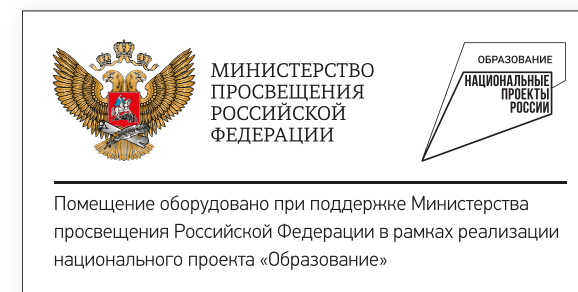 МИНИСТЕРСТВО
ПРОСВЕЩЕНИЯ
РОССИЙСКОЙ
ФЕДЕРАЦИИ
ОБРАЗОВАНИЕ
НАЦИОНАЛЬНЫЕ
ПРОЕКТЫ
РОССИИ
Помещение оборудовано при поддержке Министерства
просвещения Российской Федерации в рамках реализации
национального проекта «Образование»